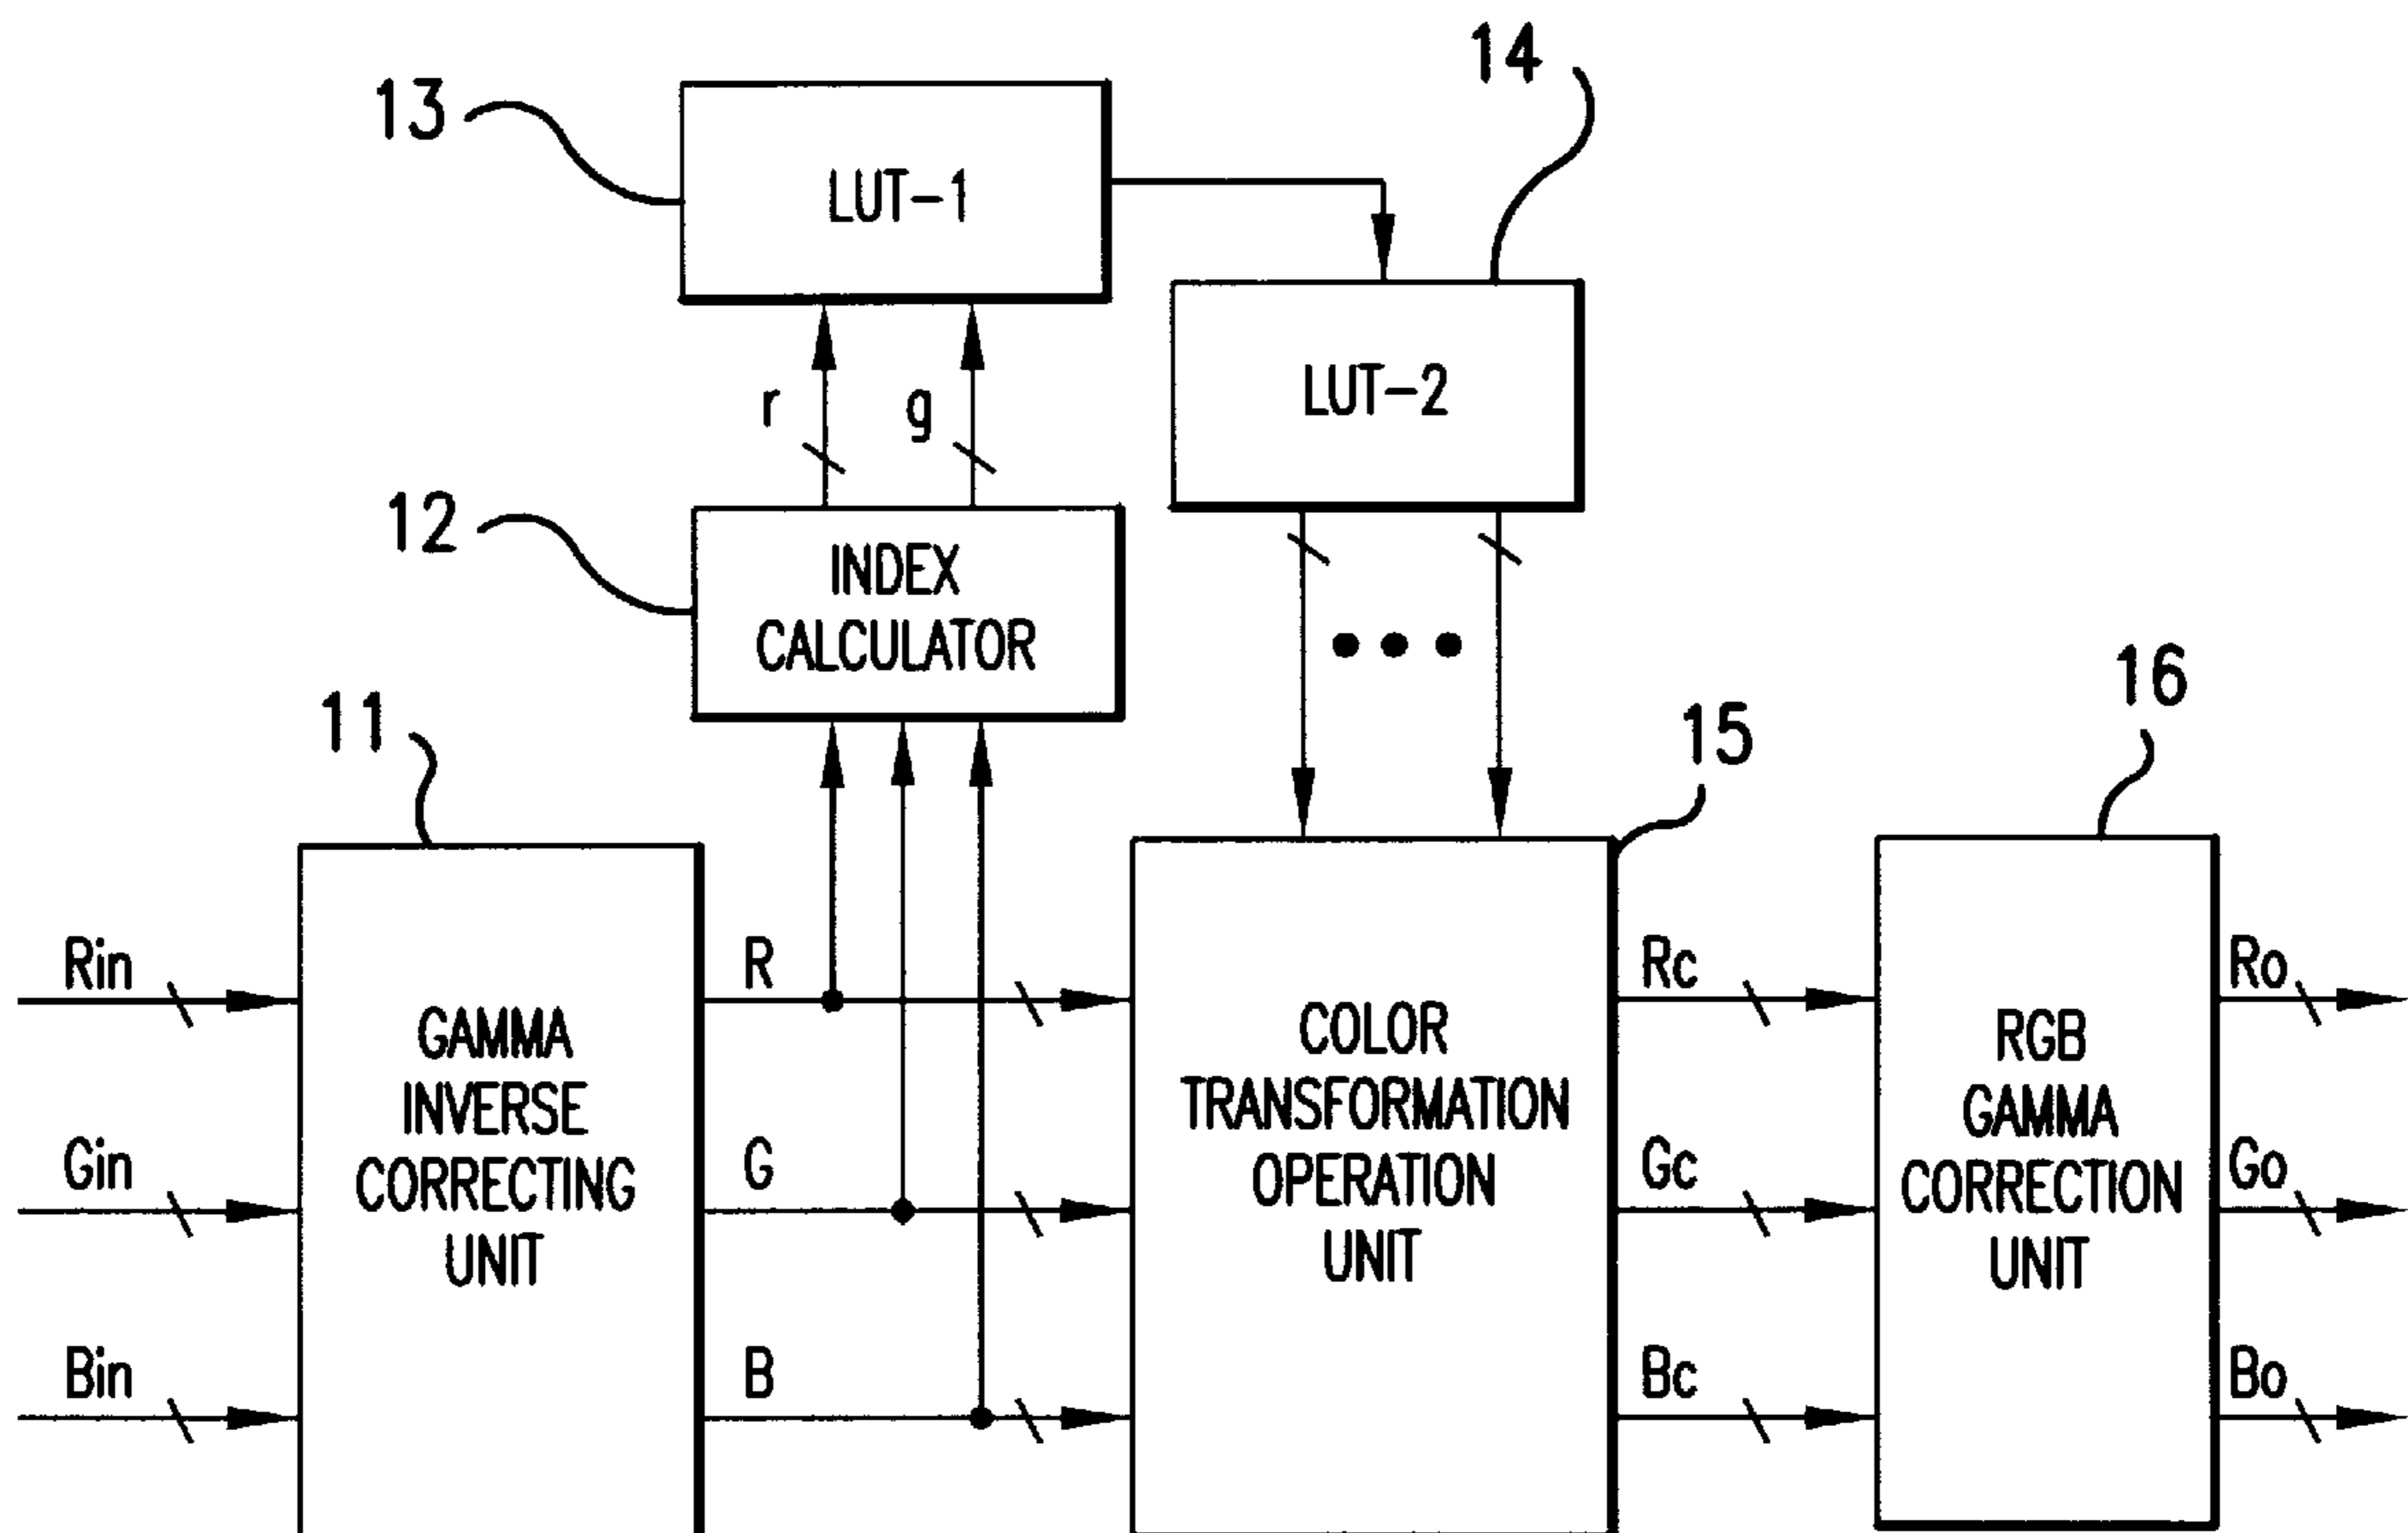 14
13
LUT-1
LUT-2
r
g
12
INDEX
CALCULATOR
11
15
16
Rin
Gin
Bin
GAMMA
INVERSE
CORRECTING
UNIT
R
G
B
COLOR
TRANSFORMATION
OPERATION
UNIT
Rc
Gc
Bc
RGB
GAMMA
CORRECTION
UNIT
Ro
Go
Bo